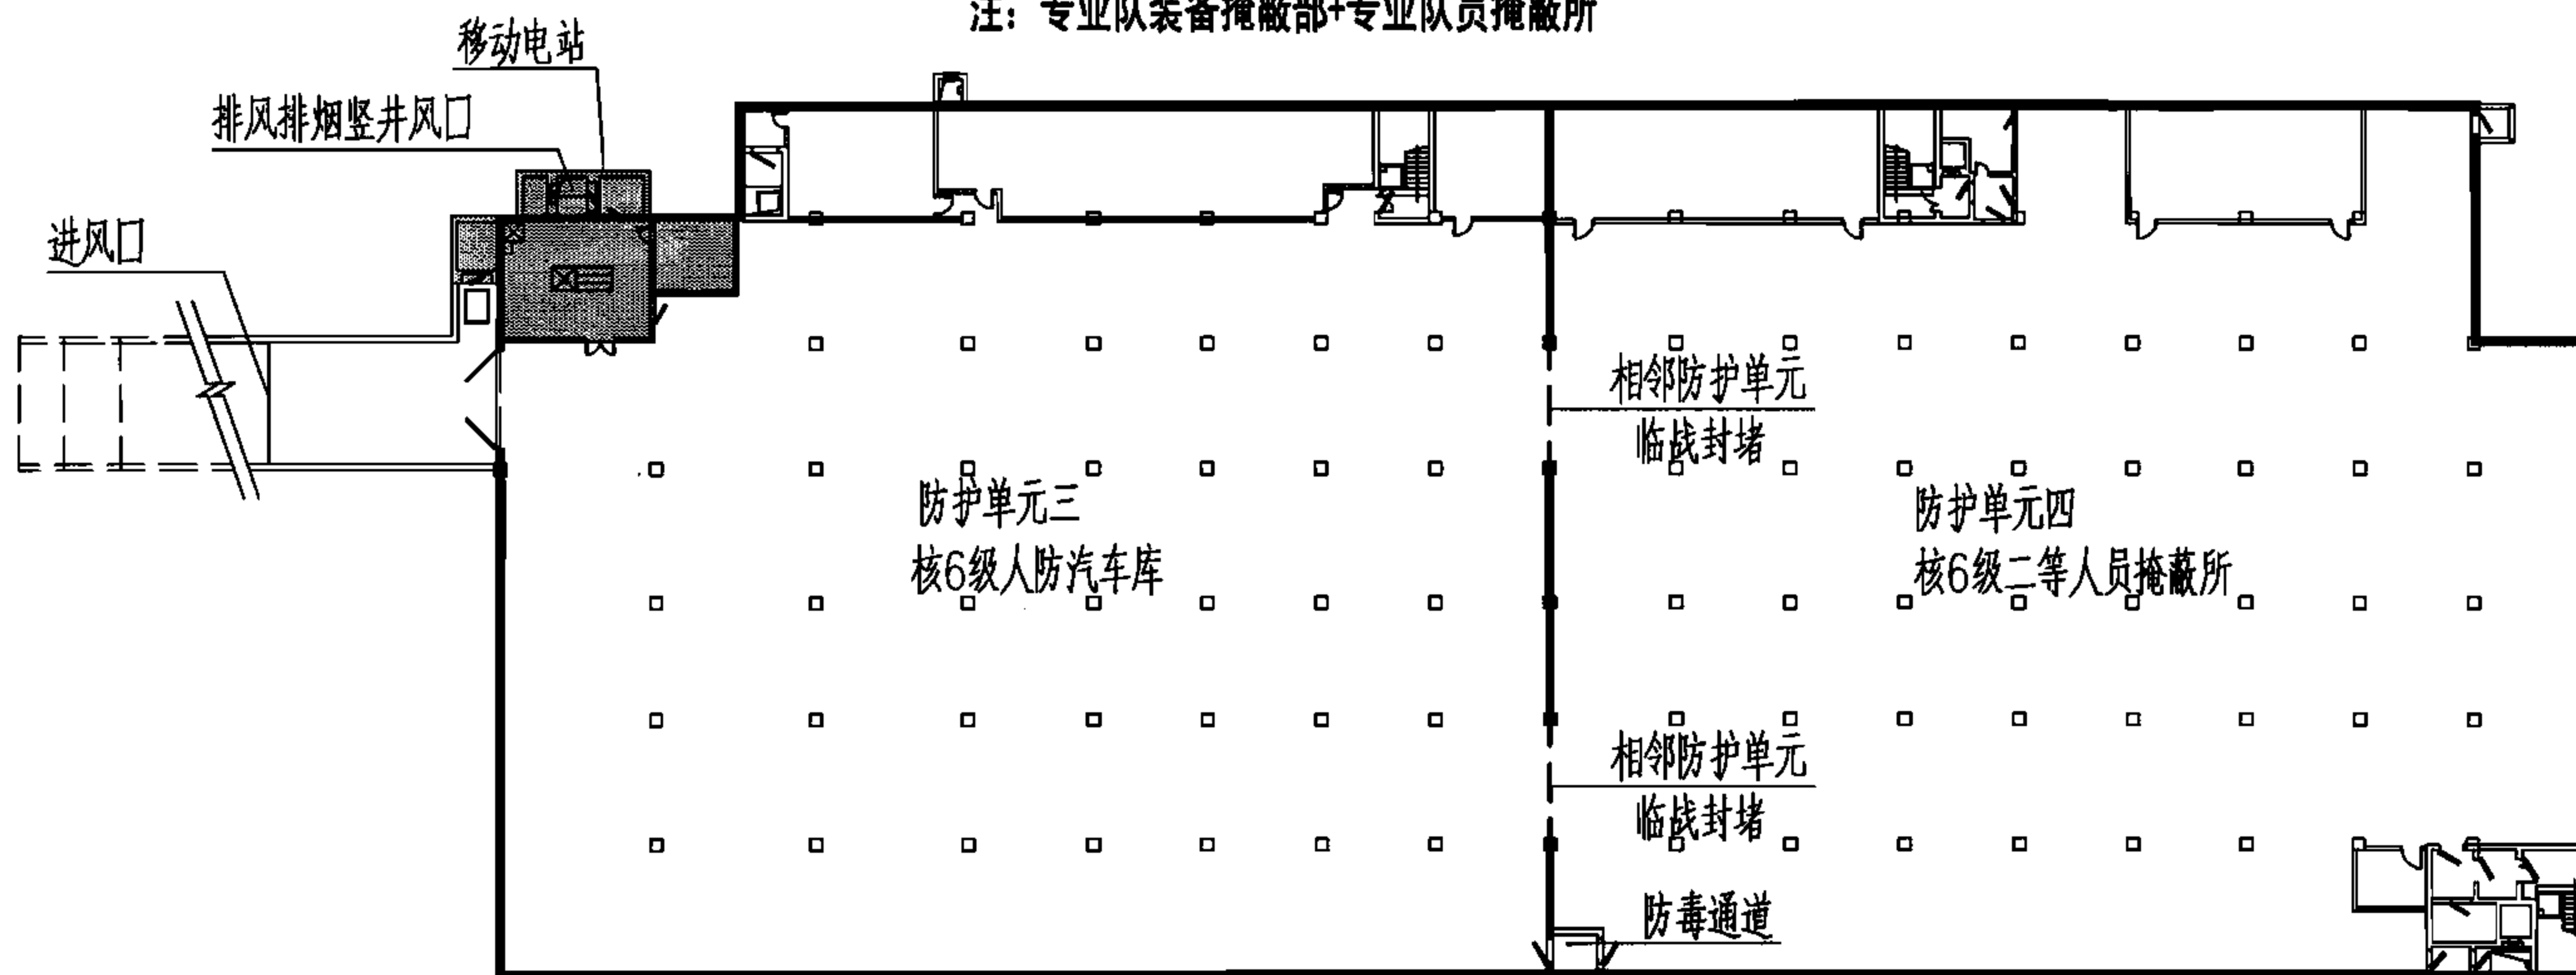 注：专业队装备掩蔽部+专业队员掩蔽所
移动电站
排风排烟竖井风口
进风口
相邻防护单元
临战封堵
防护单元三
核6级人防汽车库
防护单元四
核6级二等人员掩蔽所
相邻防护单元
临战封堵
防毒通道